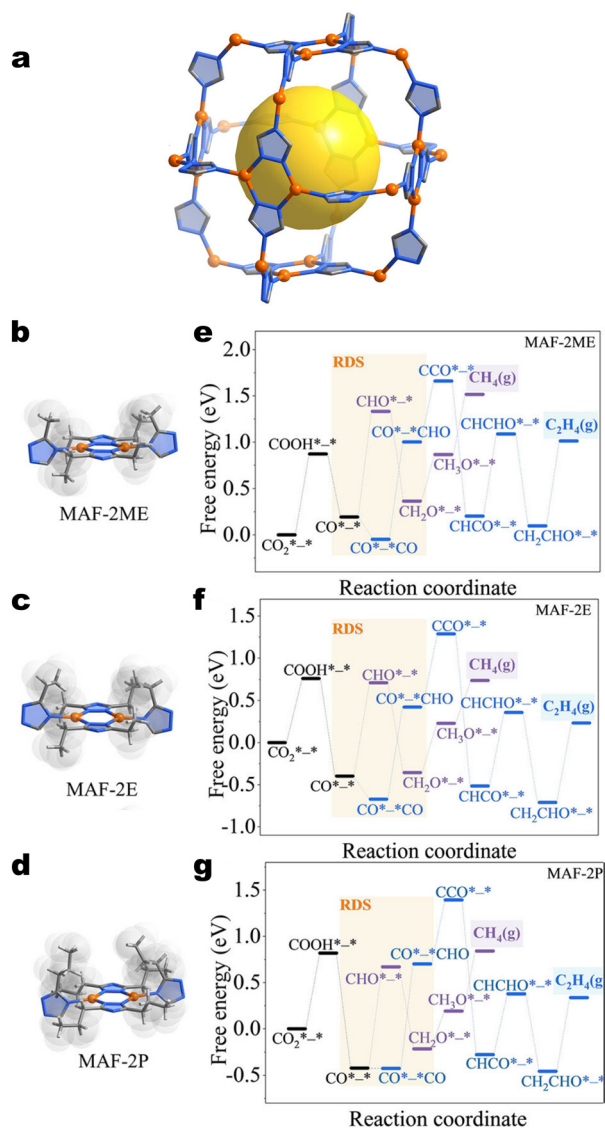 a
b
MAF-2ME
c
MAF-2E
d
MAF-2P
e
MAF-2ME
RDS
Free energy (eV)
2.0
1.5
1.0
0.5
0.0
CO₂*–*
COOH*–*
CO*–*
CHO*–*
CO*–*CO
CO*–*CHO
CH₂O*–*
CCO*–*
CH₃O*–*
CH₄(g)
CHCO*–*
CHCHO*–*
CH₂CHO*–*
C₂H₄(g)
Reaction coordinate
f
MAF-2E
RDS
Free energy (eV)
1.5
1.0
0.5
0.0
-0.5
-1.0
CO₂*–*
COOH*–*
CO*–*
CHO*–*
CO*–*CO
CO*–*CHO
CH₂O*–*
CCO*–*
CH₃O*–*
CH₄(g)
CHCO*–*
CHCHO*–*
CH₂CHO*–*
C₂H₄(g)
Reaction coordinate
g
MAF-2P
RDS
Free energy (eV)
1.5
1.0
0.5
0.0
-0.5
CO₂*–*
COOH*–*
CO*–*
CHO*–*
CO*–*CO
CO*–*CHO
CH₂O*–*
CCO*–*
CH₃O*–*
CH₄(g)
CHCO*–*
CHCHO*–*
CH₂CHO*–*
C₂H₄(g
Reaction coordinate